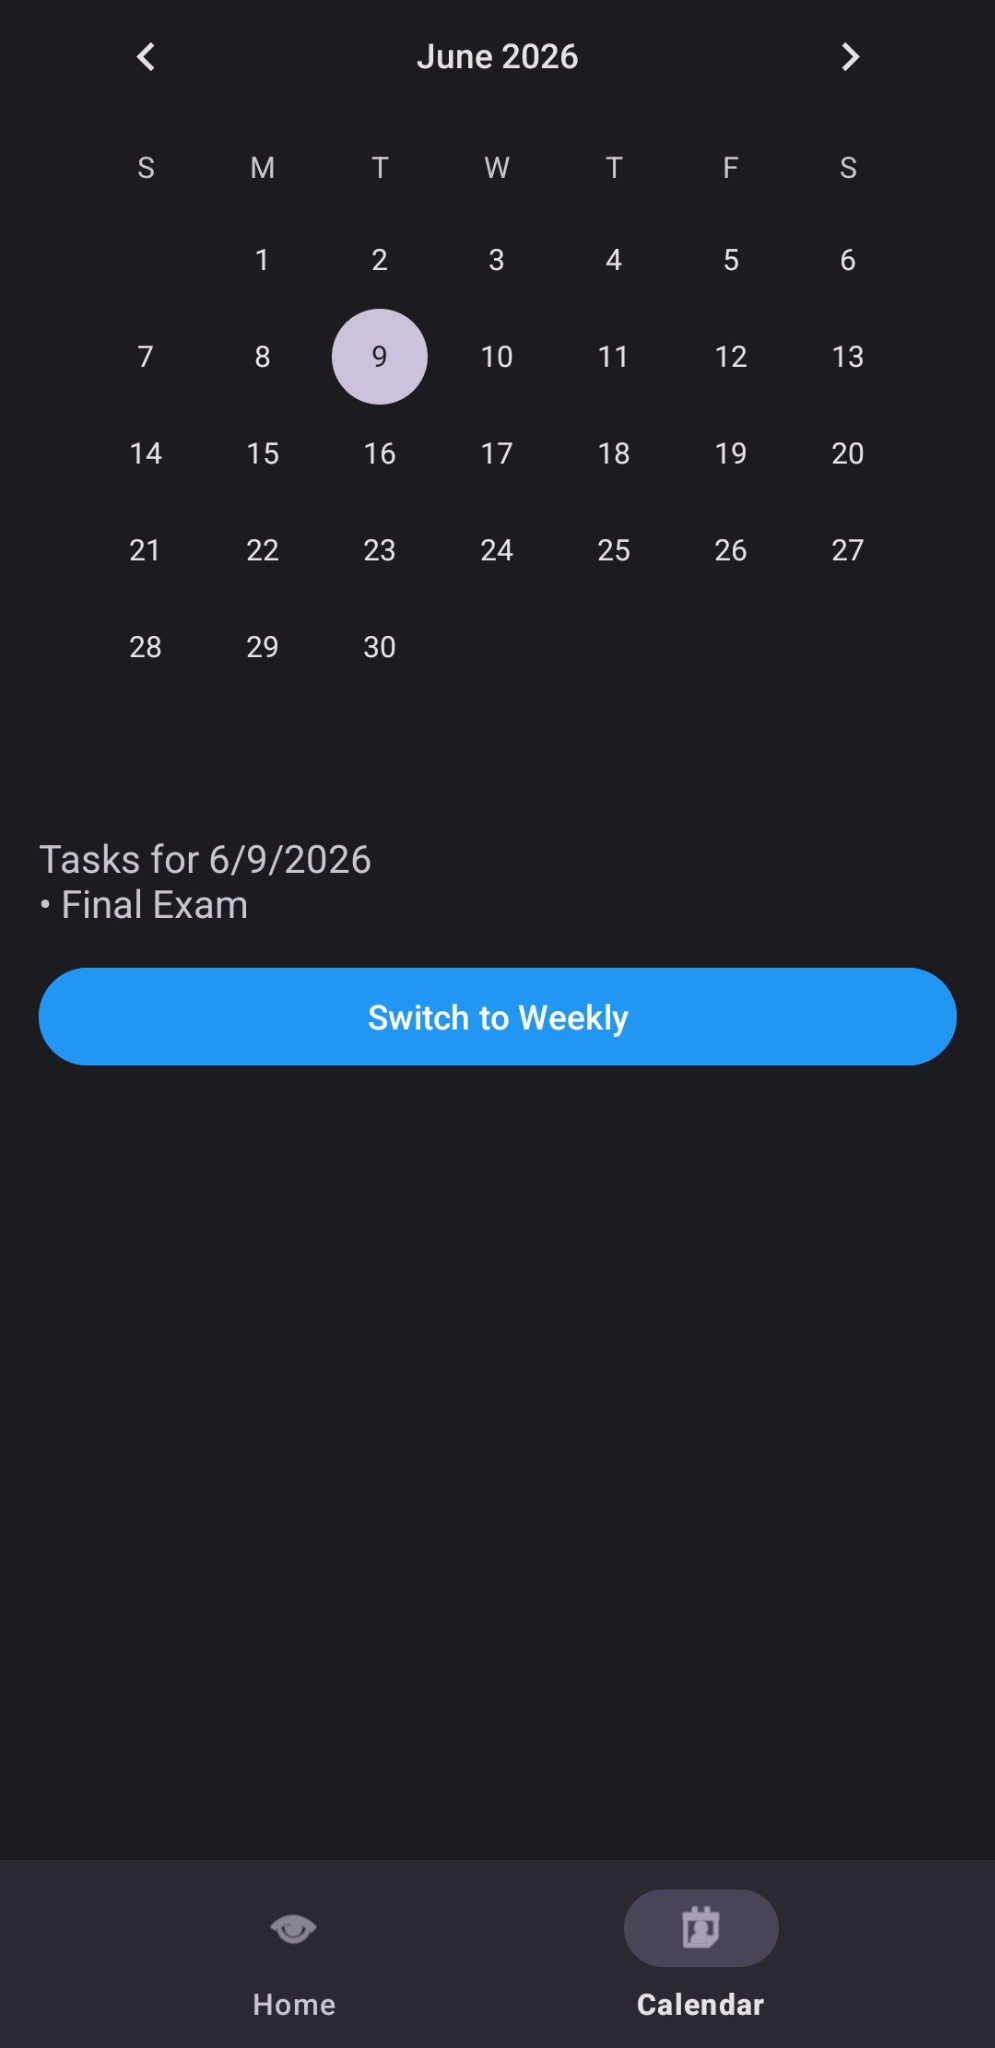 June 2026
S M T W T F S
1 2 3 4 5 6
7 8 9 10 11 12 13
14 15 16 17 18 19 20
21 22 23 24 25 26 27
28 29 30
Tasks for 6/9/2026
• Final Exam
Switch to Weekly
Home Calendar